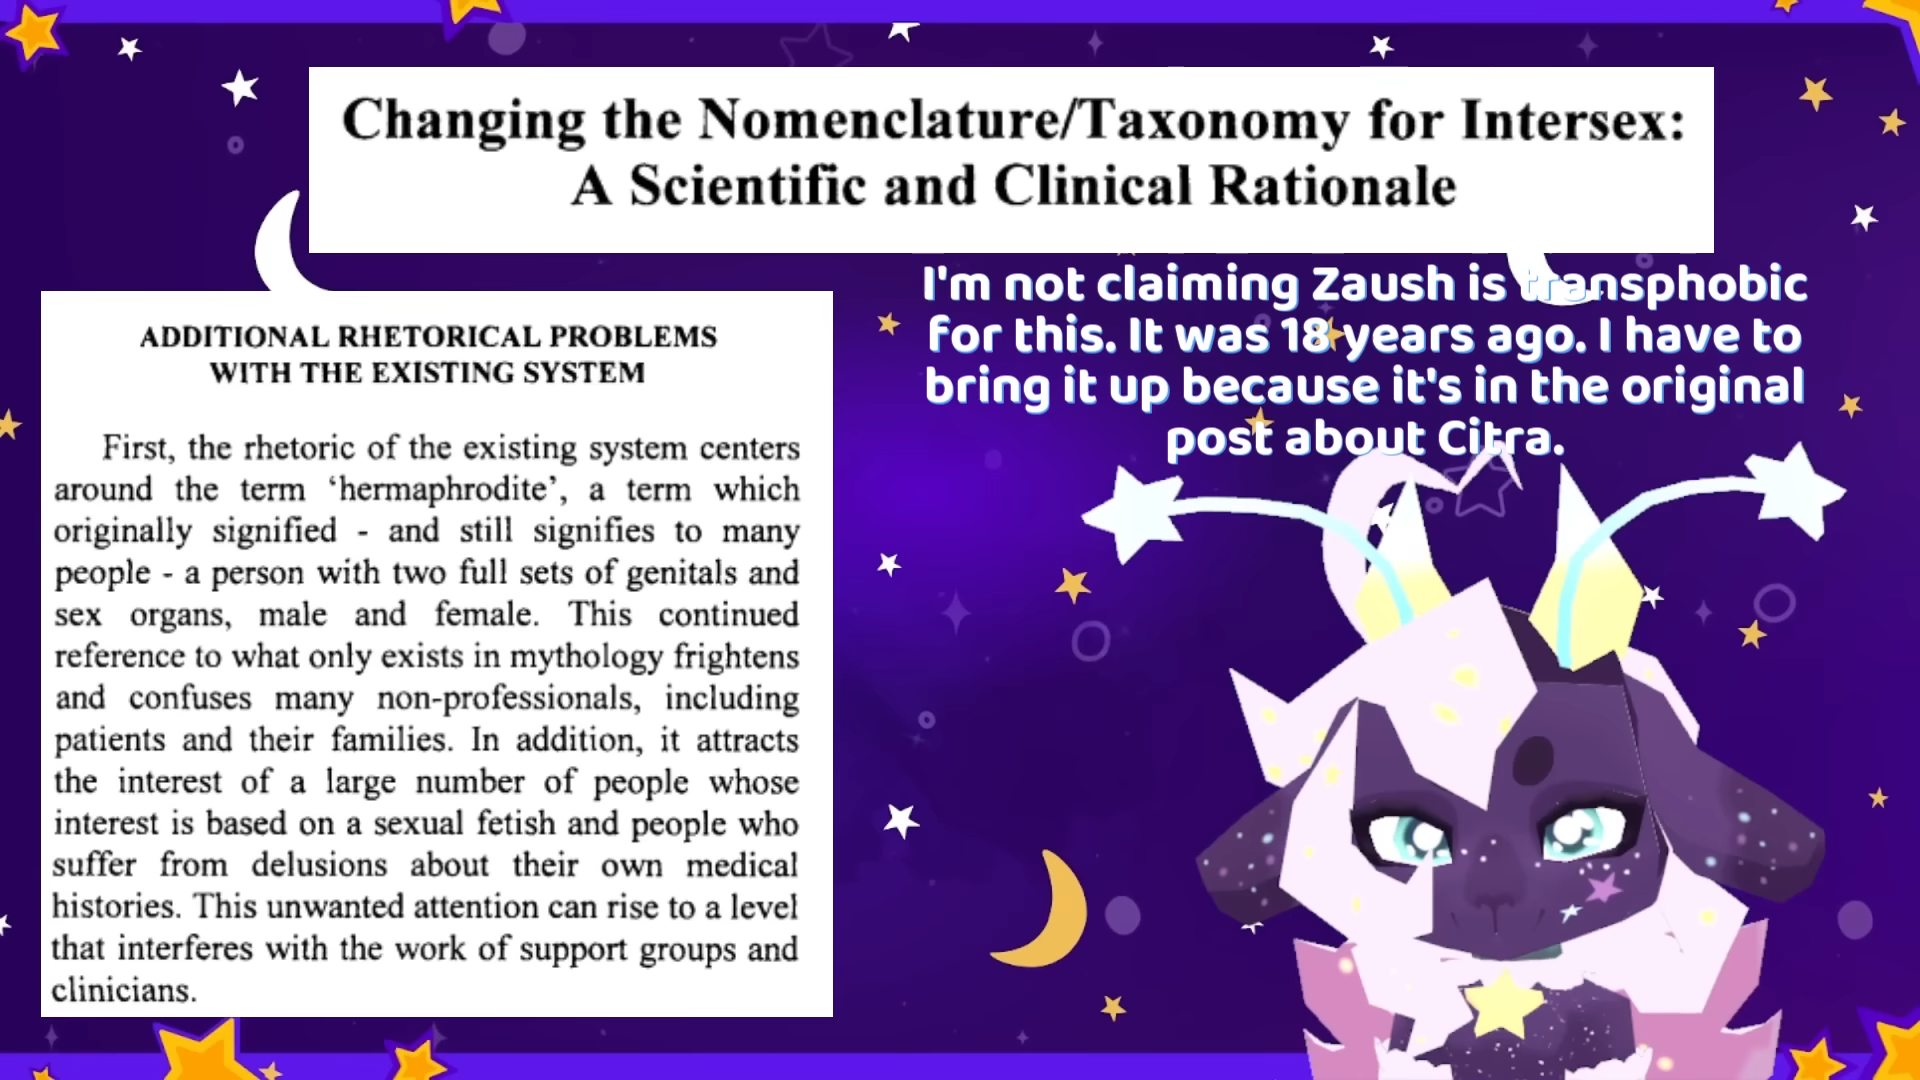 Changing the Nomenclature/Taxonomy for Intersex:
A Scientific and Clinical Rationale
ADDITIONAL RHETORICAL PROBLEMS
WITH THE EXISTING SYSTEM
First, the rhetoric of the existing system centers
around the term ‘hermaphrodite’, a term which
originally signified - and still signifies to many
people - a person with two full sets of genitals and
sex organs, male and female. This continued
reference to what only exists in mythology frightens
and confuses many non-professionals, including
patients and their families. In addition, it attracts
the interest of a large number of people whose
interest is based on a sexual fetish and people who
suffer from delusions about their own medical
histories. This unwanted attention can rise to a level
that interferes with the work of support groups and
clinicians.
I'm not claiming Zaush is transphobic
for this. It was 18 years ago. I have to
bring it up because it's in the original
post about Citra.